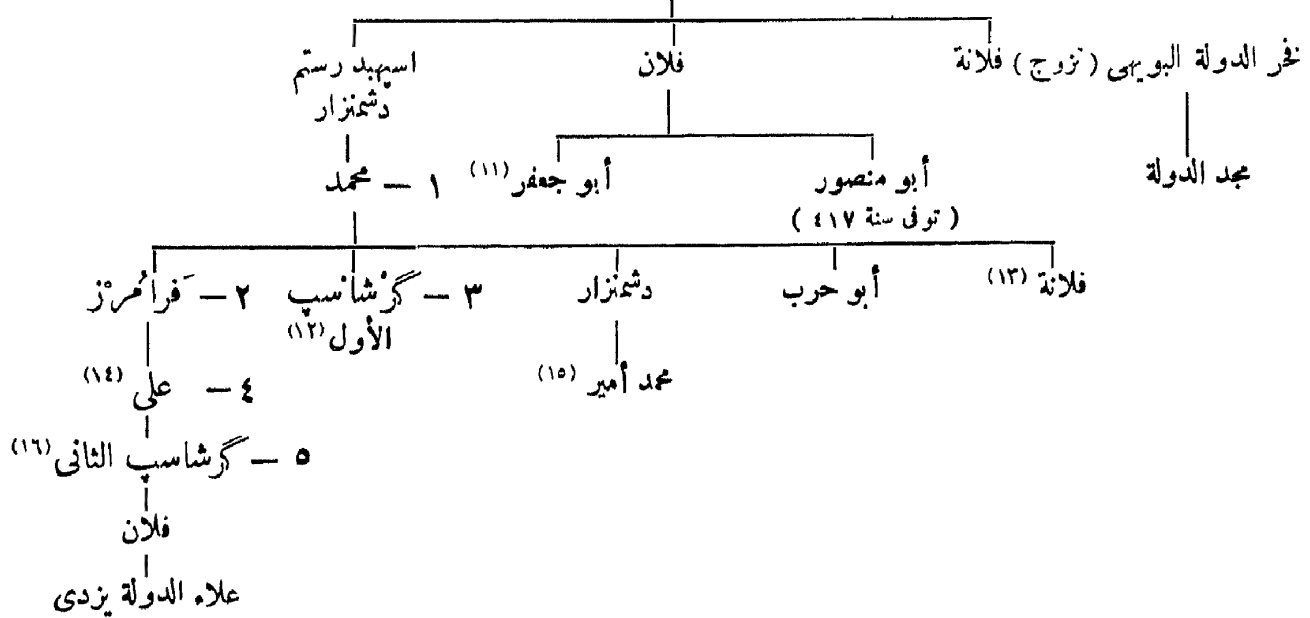 فخر الدولة البويهى (تزوج) فلانة
فلان
اسپهبد رستم
دشمنزار
مجد الدولة
أبو منصور
(توفى سنة ٤١٧)
أبو جعفر (١١)
١ – محمد
فلانة (١٣)
أبو حرب
دشمنزار
٣ – گرشاسپ
الأول (١٢)
٢ – فرامرز
محمد أمير (١٥)
٤ – على (١٤)
٥ – گرشاسپ الثانى (١٦)
فلان
علاء الدولة يزدى